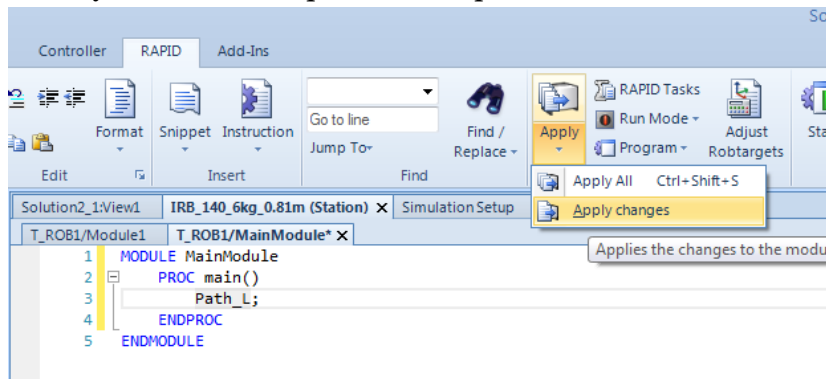 So
Controller RAPID Add-Ins
RAPID Tasks
Go to line
Run Mode
Format Snippet Instruction Find / Apply Adjust Sta
Jump To Replace Program Robtargets
Edit Insert Find
Apply All Ctrl+Shift+S
Solution2_1:View1 IRB_140_6kg_0.81m (Station) X Simulation Setup
Apply changes
T_ROB1/Module1 T_ROB1/MainModule* X
Applies the changes to the modu
1 MODULE MainModule
2 PROC main()
3 Path_L;
4 ENDPROC
5 ENDMODULE